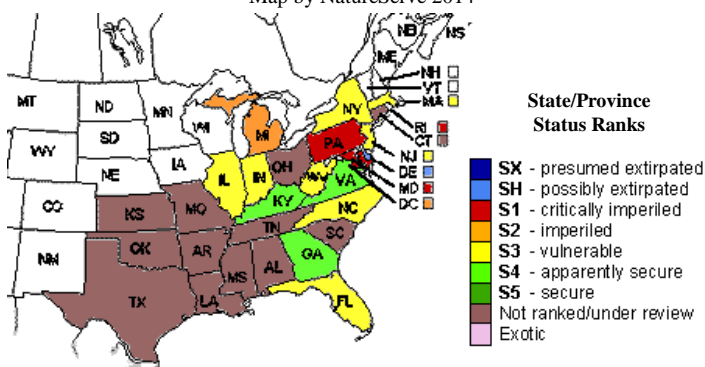 Map by NatureServe 2014
NB
NS
ME
NH
VT
MA
MT
ND
MN
NY
WI
MI
RI
CT
SD
WY
PA
NJ
IA
NE
OH
DE
IL
IN
WV
VA
MD
CO
KY
DC
KS
MO
NC
TN
OK
AR
SC
NM
MS
AL
GA
TX
LA
FL
State/Province
Status Ranks
SX - presumed extirpated
SH - possibly extirpated
S1 - critically imperiled
S2 - imperiled
S3 - vulnerable
S4 - apparently secure
S5 - secure
Not ranked/under review
Exotic